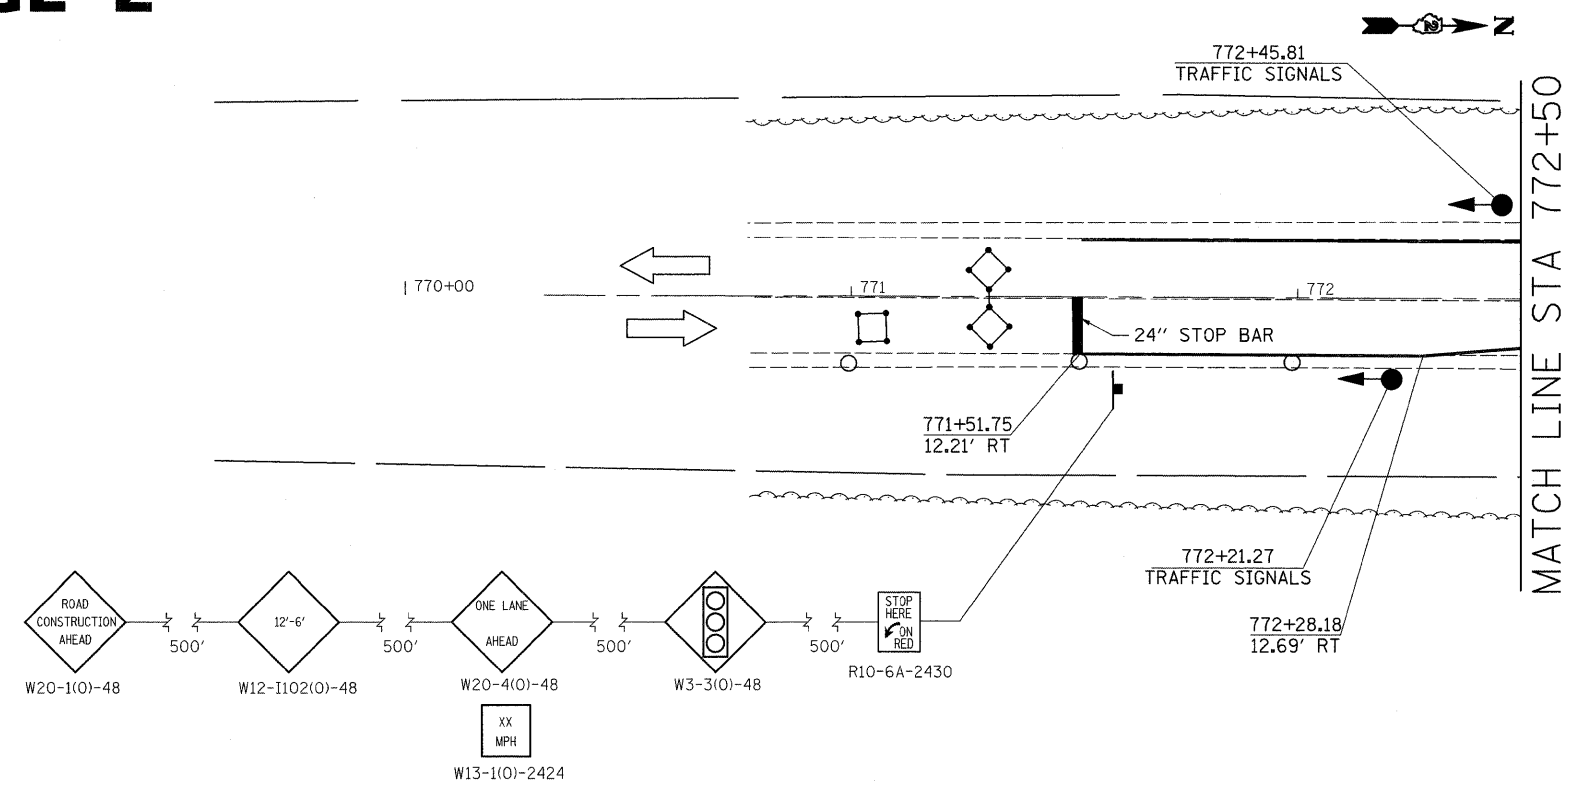 772+45.81
TRAFFIC SIGNALS
N
MATCH LINE STA 772+50
770+00
771
772
24" STOP BAR
771+51.75
12.21' RT
772+21.27
TRAFFIC SIGNALS
772+28.18
12.69' RT
ROAD
CONSTRUCTION
AHEAD
500'
W20-1(O)-48
12'-6'
500'
W12-I102(O)-48
ONE LANE
AHEAD
500'
W20-4(O)-48
XX
MPH
W13-1(O)-2424
500'
W3-3(O)-48
STOP
HERE
ON
RED
R10-6A-2430